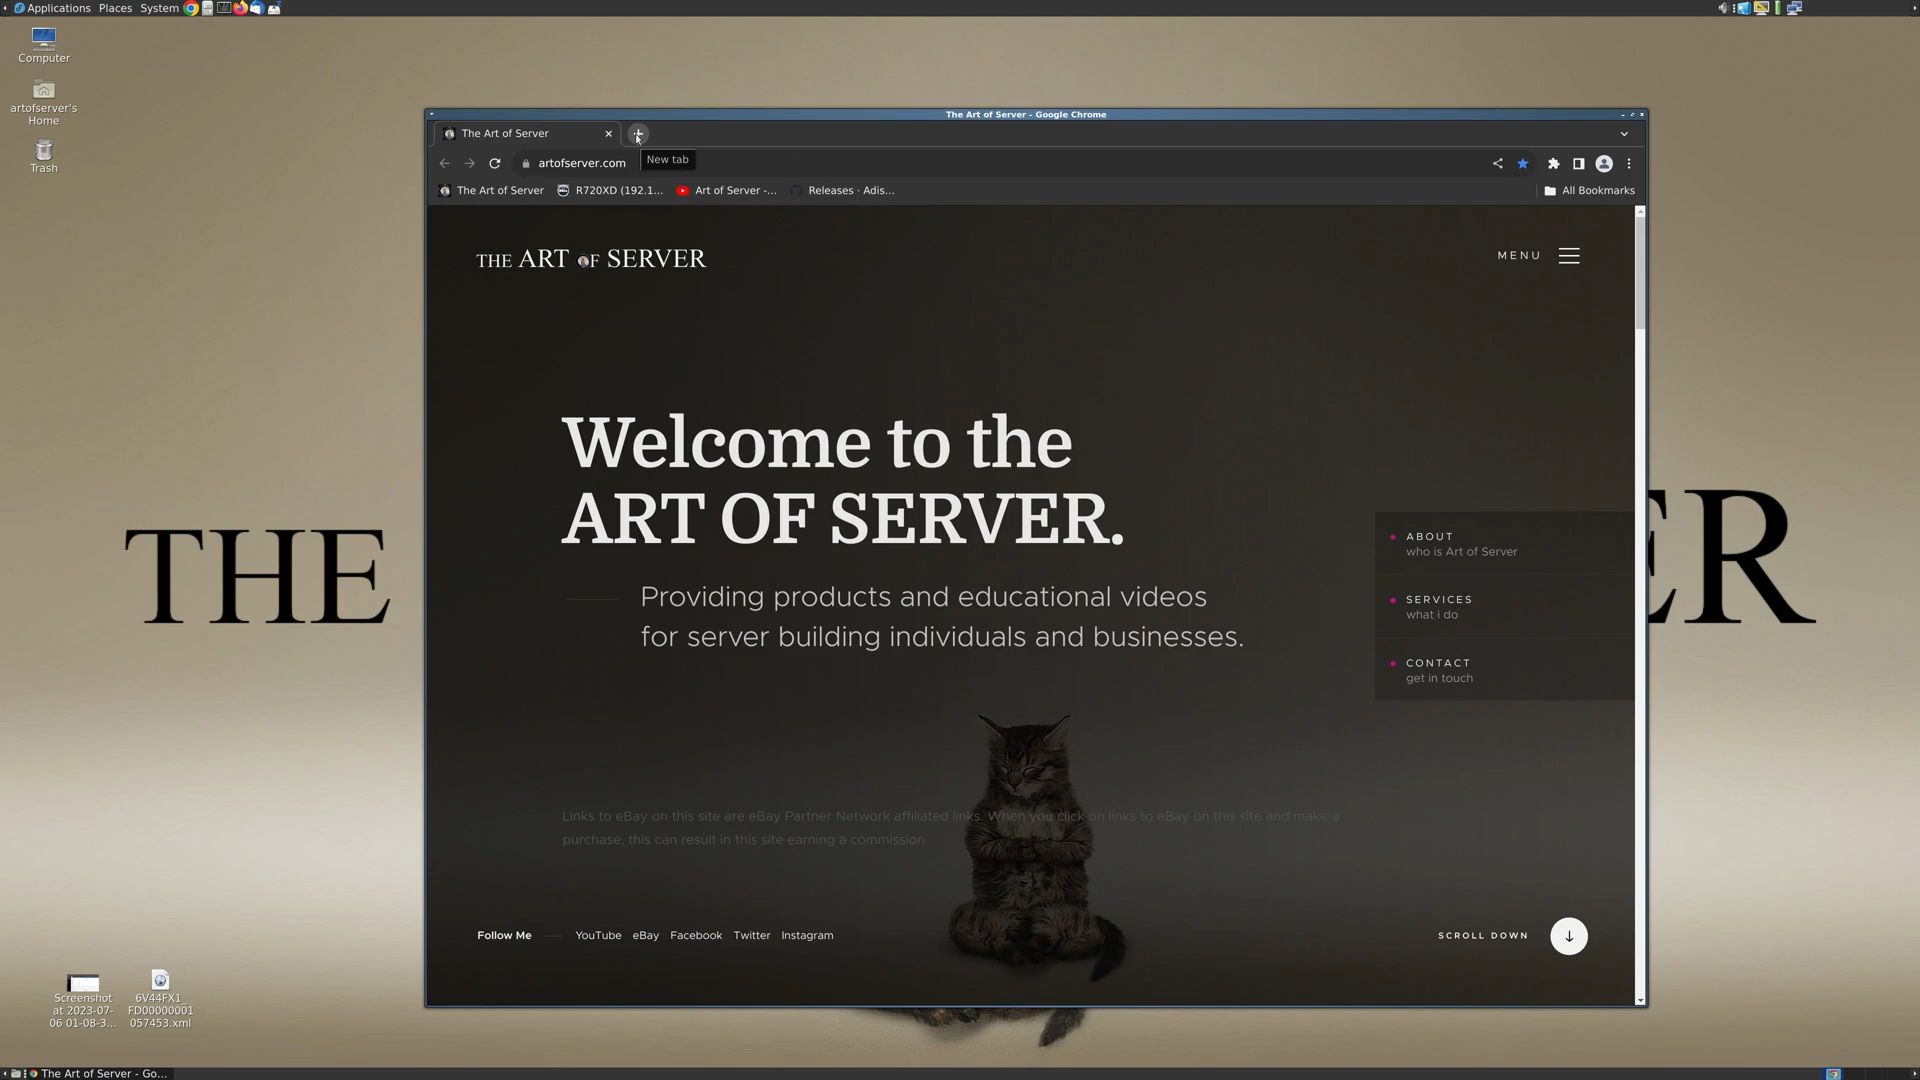 Applications Places System
Computer
artofserver's
Home
Trash
The Art of Server - Google Chrome
The Art of Server
New tab
artofserver.com
The Art of Server
R720XD (192.1...
Art of Server -...
Releases · Adis...
All Bookmarks
THE ART OF SERVER
MENU
Welcome to the
ART OF SERVER.
Providing products and educational videos
for server building individuals and businesses.
ABOUT
who is Art of Server
SERVICES
what i do
CONTACT
get in touch
THE
ER
Links to eBay on this site are eBay Partner Network affiliated links. When you click on links to eBay on this site and make a
purchase, this can result in this site earning a commission.
Follow Me
YouTube eBay Facebook Twitter Instagram
SCROLL DOWN
Screenshot
at 2023-07-
06 01-08-3...
6V44FX1_
FD00000001
057453.xml
The Art of Server - Go...